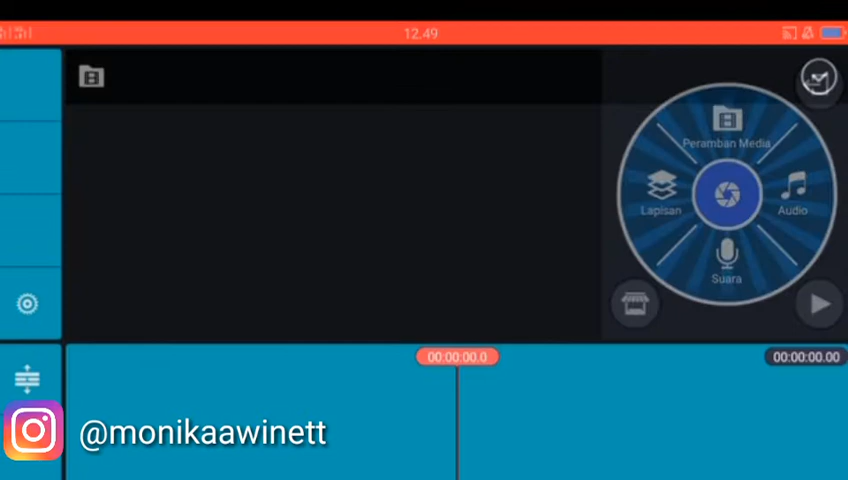 12.49
Peramban Media
Lapisan
Audio
Suara
00:00:00.0
00:00:00.00
@monikaawinett